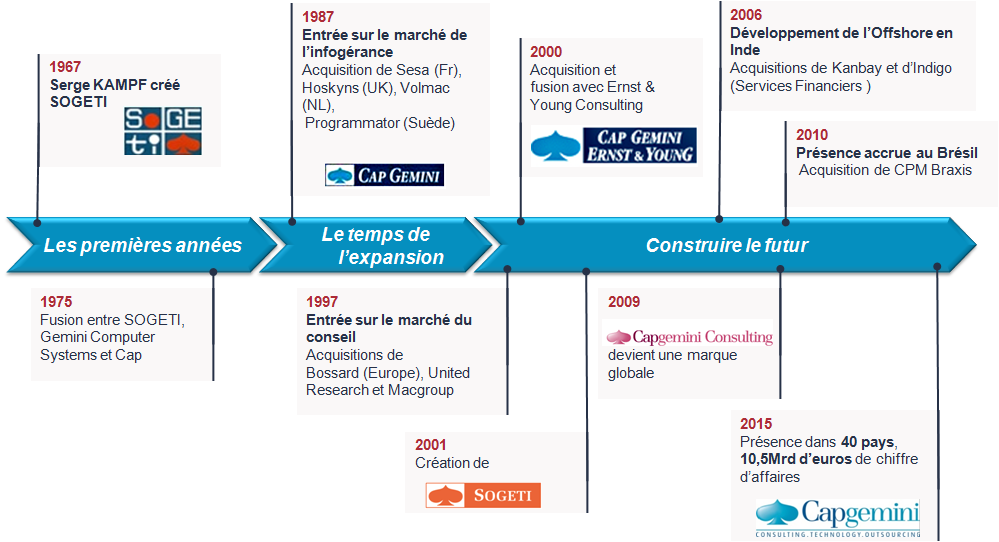 1967
Serge KAMPF créé
SOGETI
SOGE
ti
1987
Entrée sur le marché de
l’infogérance
Acquisition de Sesa (Fr),
Hoskyns (UK), Volmac
(NL),
Programmator (Suède)
CAP GEMINI
2000
Acquisition et
fusion avec Ernst &
Young Consulting
CAP GEMINI
ERNST & YOUNG
2006
Développement de l’Offshore en
Inde
Acquisitions de Kanbay et d’Indigo
(Services Financiers )
2010
Présence accrue au Brésil
Acquisition de CPM Braxis
Les premières années
Le temps de
l’expansion
Construire le futur
1975
Fusion entre SOGETI,
Gemini Computer
Systems et Cap
1997
Entrée sur le marché du
conseil
Acquisitions de
Bossard (Europe), United
Research et Macgroup
2001
Création de
SOGETI
2009
Capgemini Consulting
devient une marque
globale
2015
Présence dans 40 pays,
10,5Mrd d’euros de chiffre
d’affaires
Capgemini
CONSULTING.TECHNOLOGY.OUTSOURCING